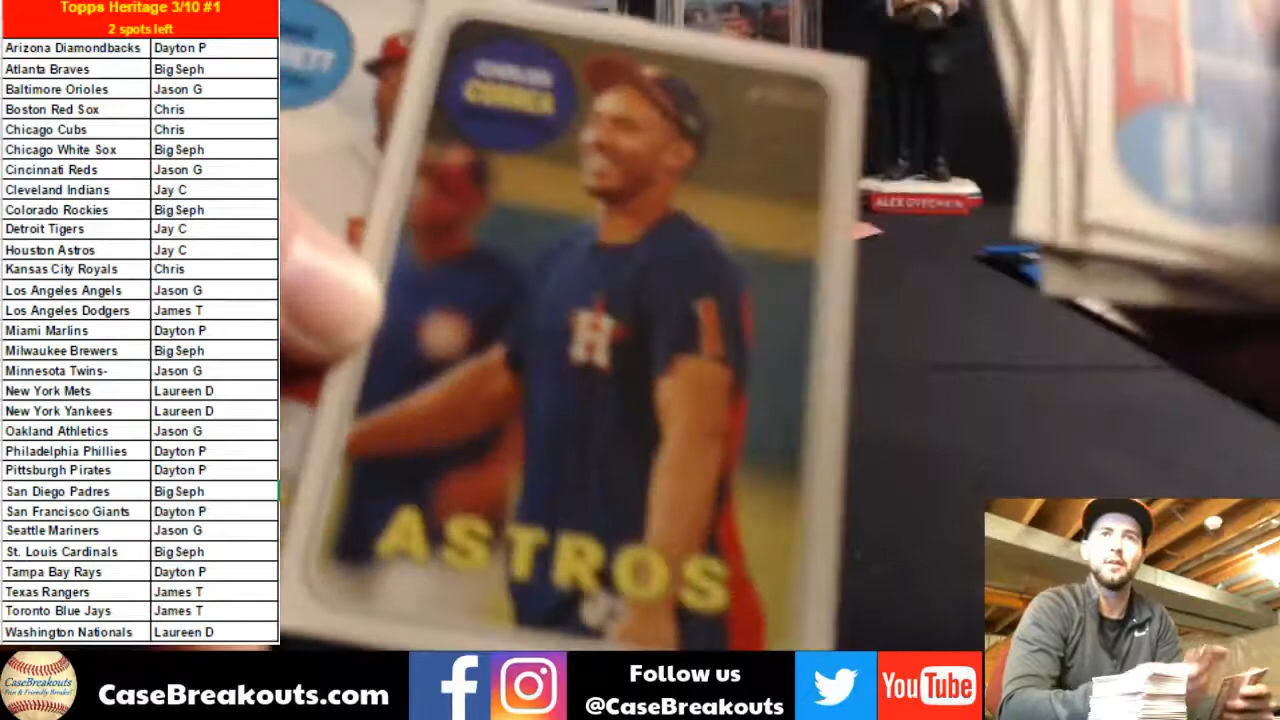 Topps Heritage 3/10 #1
2 spots left
Arizona Diamondbacks Dayton P
Atlanta Braves Big Seph
Baltimore Orioles Jason G
Boston Red Sox Chris
Chicago Cubs Chris
Chicago White Sox Big Seph
Cincinnati Reds Jason G
Cleveland Indians Jay C
Colorado Rockies Big Seph
Detroit Tigers Jay C
Houston Astros Jay C
Kansas City Royals Chris
Los Angeles Angels Jason G
Los Angeles Dodgers James T
Miami Marlins Dayton P
Milwaukee Brewers Big Seph
Minnesota Twins- Jason G
New York Mets Laureen D
New York Yankees Laureen D
Oakland Athletics Jason G
Philadelphia Phillies Dayton P
Pittsburgh Pirates Dayton P
San Diego Padres Big Seph
San Francisco Giants Dayton P
Seattle Mariners Jason G
St. Louis Cardinals Big Seph
Tampa Bay Rays Dayton P
Texas Rangers James T
Toronto Blue Jays James T
Washington Nationals Laureen D
CARLOS
CORREA
H
ASTROS
ALEX OVECHKIN
CaseBreakouts
Fun & Friendly Breaks!
CaseBreakouts.com
Follow us
@CaseBreakouts
YouTube